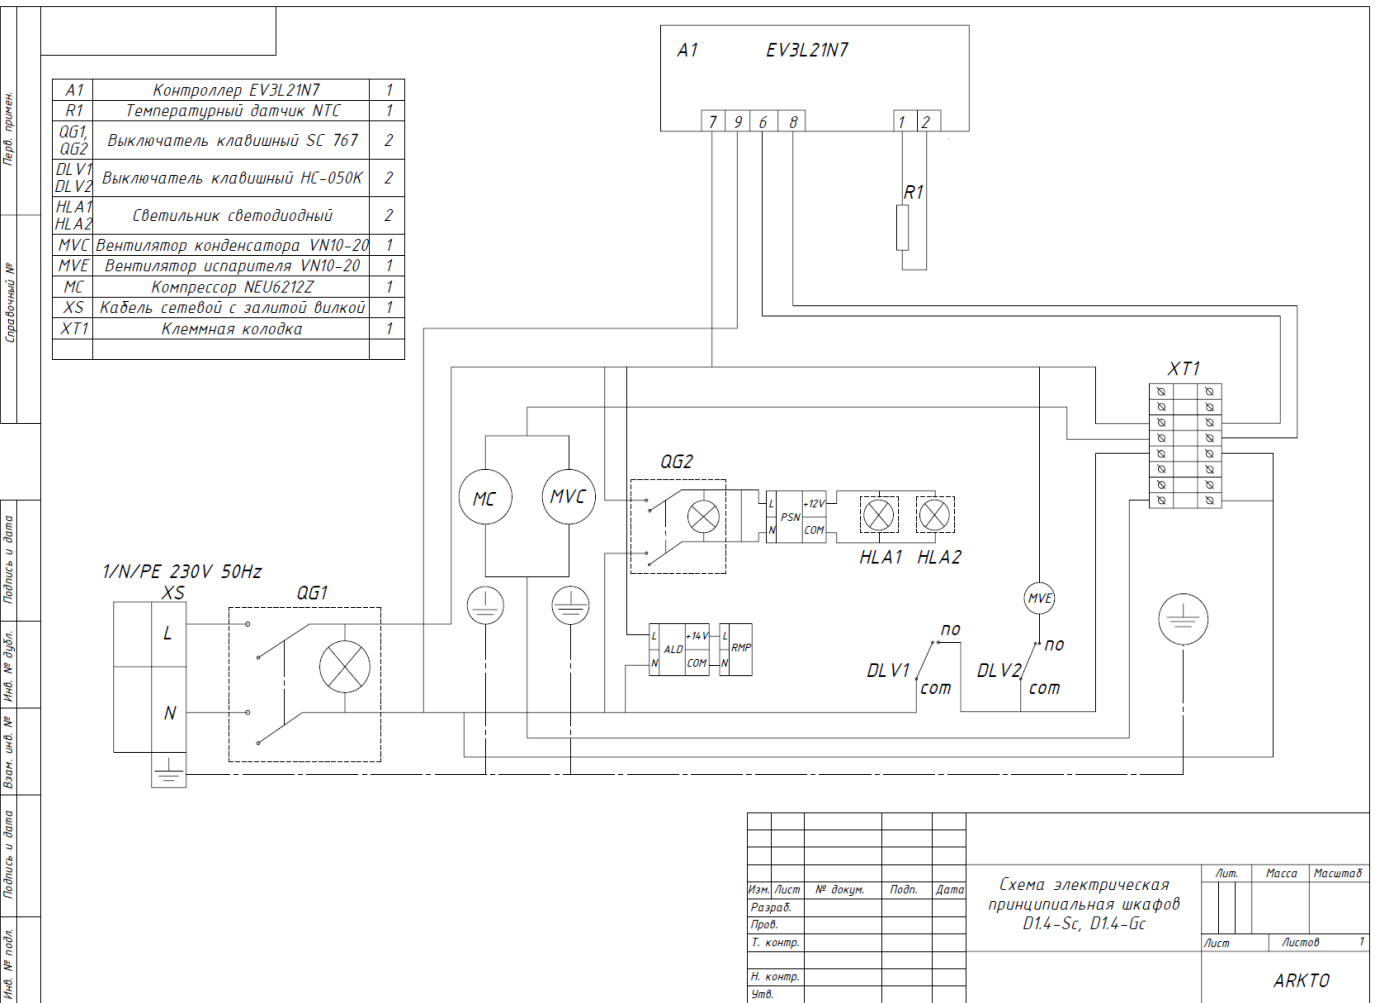 A1 EV3L21N7
7 9 6 8 1 2
R1
A1 Контроллер EV3L21N7 1
R1 Температурный датчик NTC 1
QG1, QG2 Выключатель клавишный SC 767 2
DLV1 DLV2 Выключатель клавишный HC-050K 2
HLA1 HLA2 Светильник светодиодный 2
MVC Вентилятор конденсатора VN10-20 1
MVE Вентилятор испарителя VN10-20 1
MC Компрессор NEU6212Z 1
XS Кабель сетевой с залитой вилкой 1
XT1 Клеммная колодка 1
XT1
QG2
MC MVC
L +12V
PSN
N COM
HLA1 HLA2
1/N/PE 230V 50Hz
XS QG1
L
N
MVE
L +14V L
ALD RMP
N COM N
no
DLV1
com
no
DLV2
com
Перв. примен.
Справочный №
Подпись и дата
Инв. № дубл.
Взам. инв. №
Подпись и дата
Инв. № подл.
Изм. Лист № докум. Подп. Дата
Разраб.
Пров.
Т. контр.
Н. контр.
Утв.
Схема электрическая
принципиальная шкафов
D1.4-Sc, D1.4-Gc
Лит. Масса Масштаб
Лист Листов 1
ARKTO